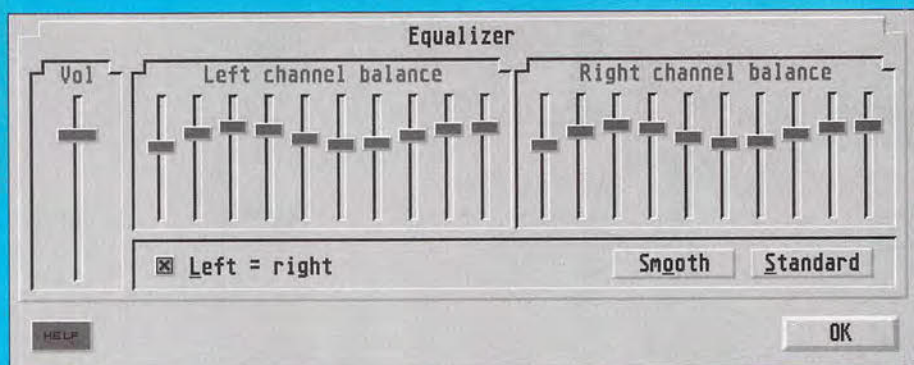 Equalizer
Vol
Left channel balance
Right channel balance
Left = right
Smooth
Standard
HELP
OK